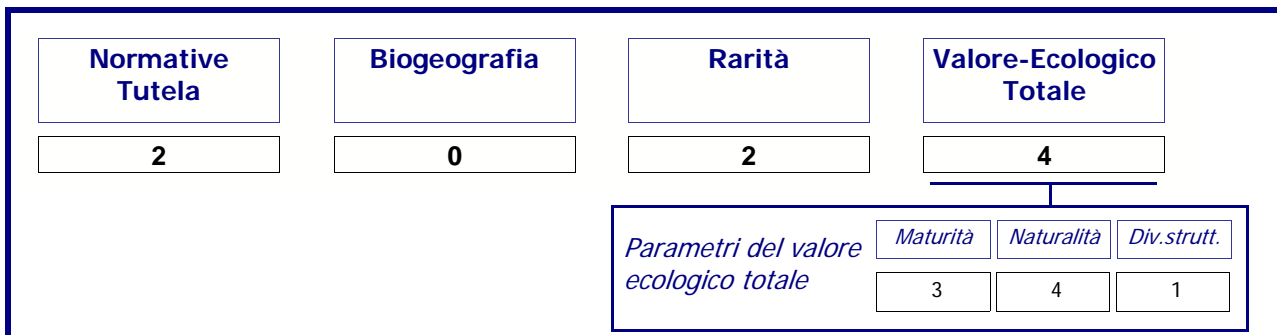 Normative
Tutela
Biogeografia
Rarità
Valore-Ecologico
Totale
2
0
2
4
Parametri del valore
ecologico totale
Maturità
Naturalità
Div.strutt.
3
4
1